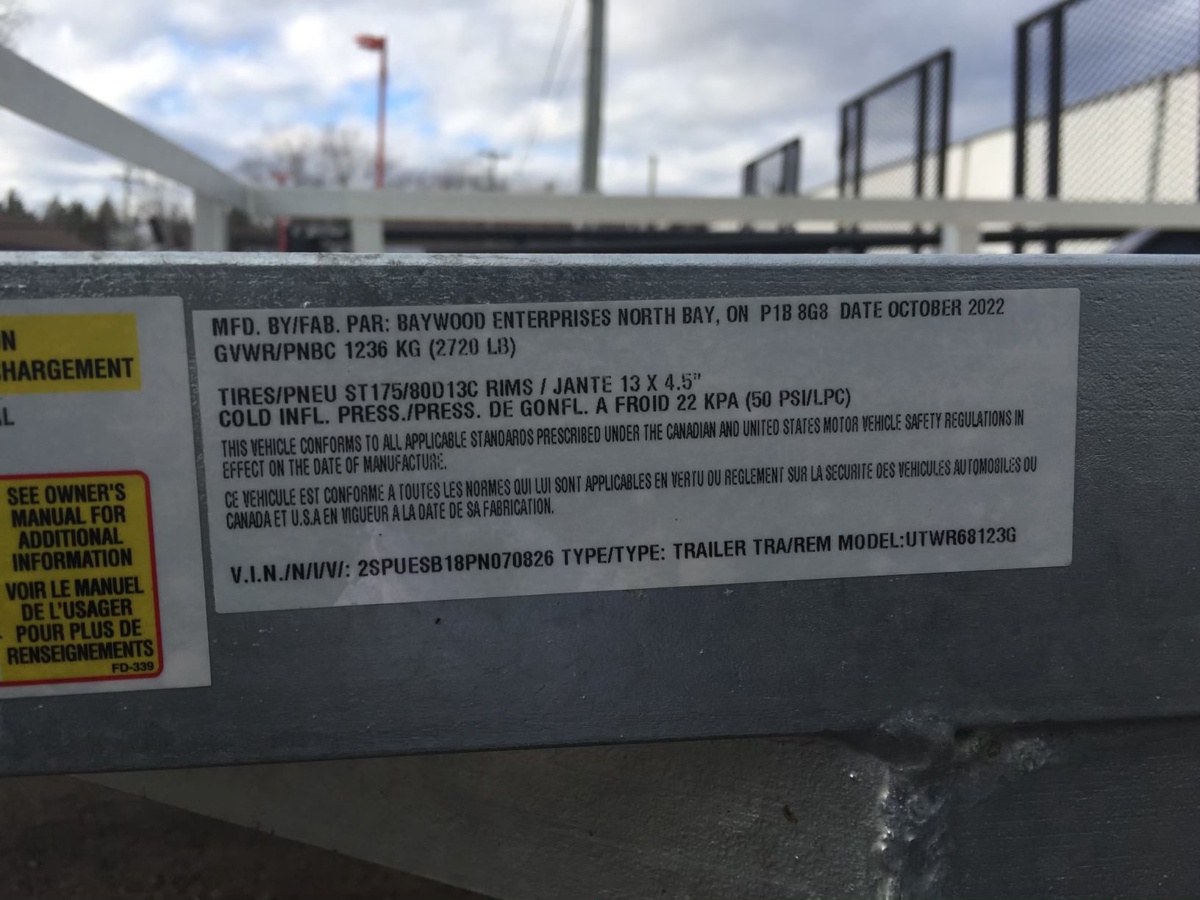 N
HARGEMENT
AL
SEE OWNER'S
MANUAL FOR
ADDITIONAL
INFORMATION
VOIR LE MANUEL
DE L'USAGER
POUR PLUS DE
RENSEIGNEMENTS
FD-339
MFD. BY/FAB. PAR: BAYWOOD ENTERPRISES NORTH BAY, ON P1B 8G8 DATE OCTOBER 2022
GVWR/PNBC 1236 KG (2720 LB)
TIRES/PNEU ST175/80D13C RIMS / JANTE 13 X 4.5"
COLD INFL. PRESS./PRESS. DE GONFL. A FROID 22 KPA (50 PSI/LPC)
THIS VEHICLE CONFORMS TO ALL APPLICABLE STANDARDS PRESCRIBED UNDER THE CANADIAN AND UNITED STATES MOTOR VEHICLE SAFETY REGULATIONS IN
EFFECT ON THE DATE OF MANUFACTURE.
CE VEHICULE EST CONFORME A TOUTES LES NORMES QUI LUI SONT APPLICABLES EN VERTU DU REGLEMENT SUR LA SECURITE DES VEHICULES AUTOMOBILES DU
CANADA ET U.S.A EN VIGUEUR A LA DATE DE SA FABRICATION.
V.I.N./N/I/V/: 2SPUESB18PN070826 TYPE/TYPE: TRAILER TRA/REM MODEL:UTWR68123G